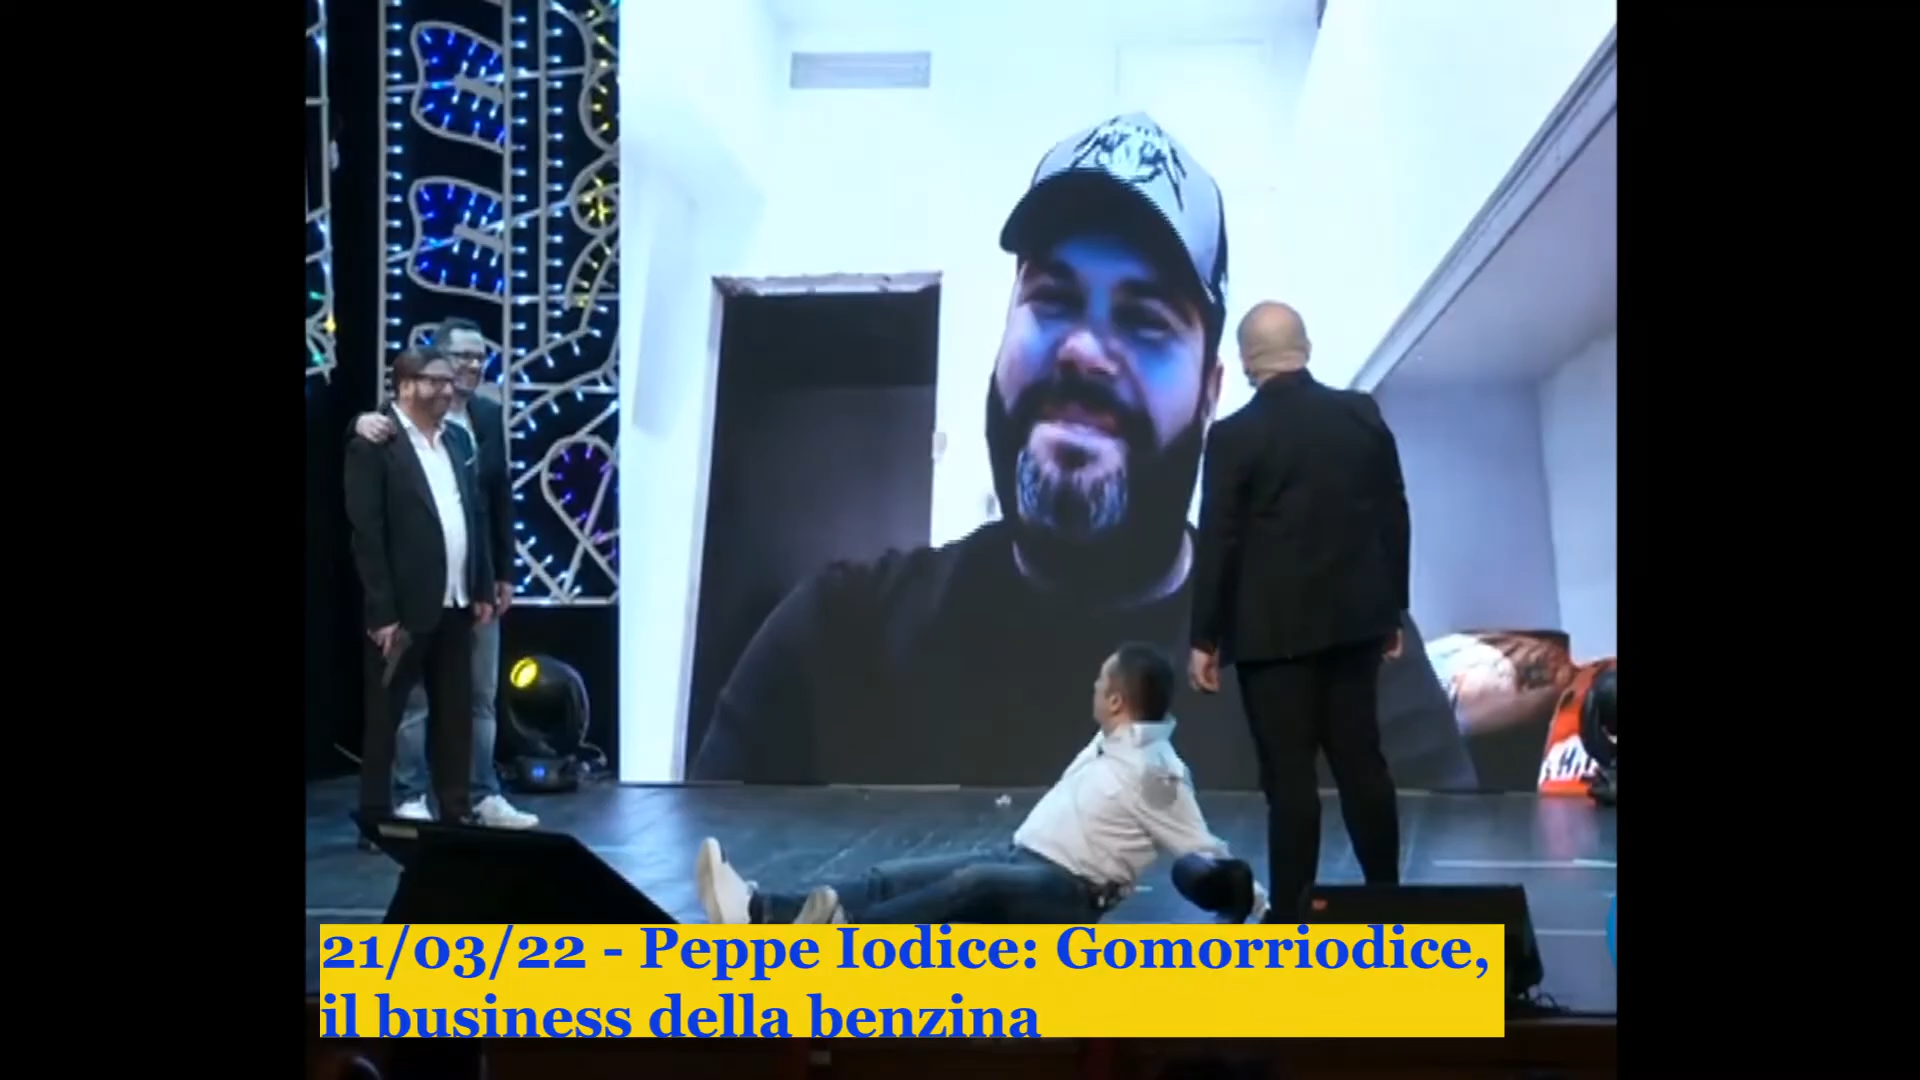 21/03/22 - Peppe Iodice: Gomorriodice,
il business della benzina